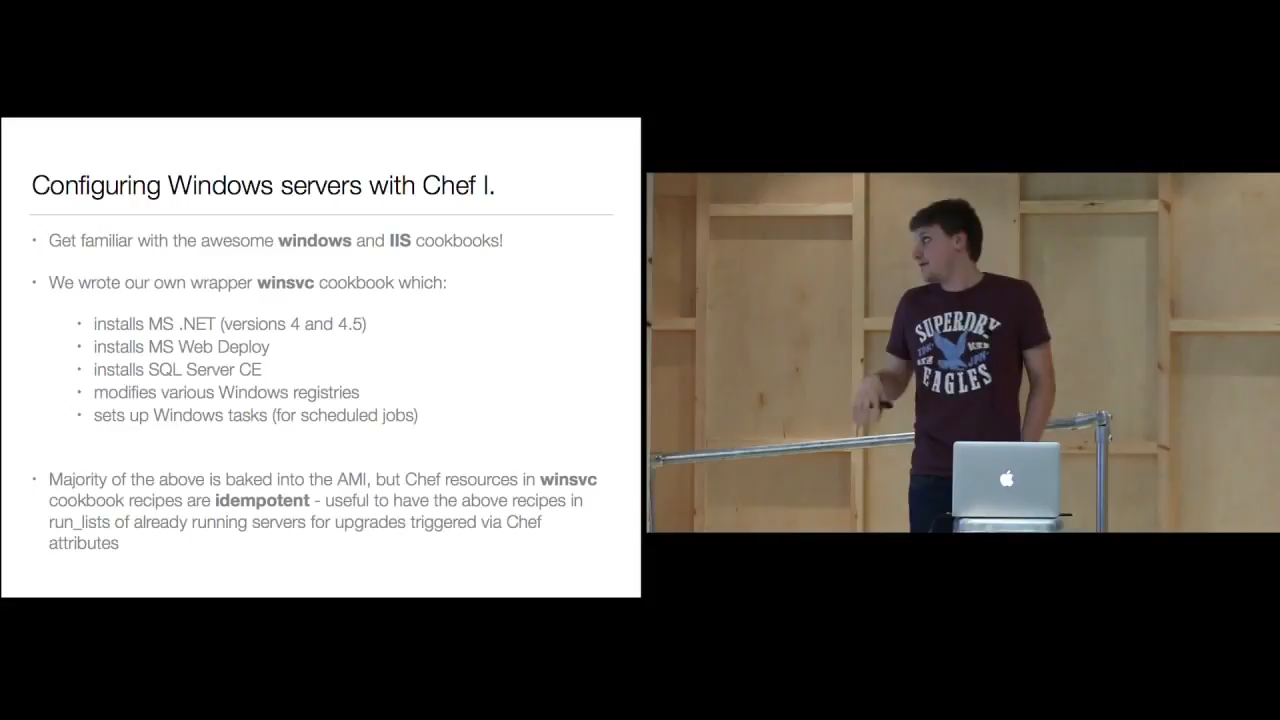 Configuring Windows servers with Chef I.
• Get familiar with the awesome windows and IIS cookbooks!
• We wrote our own wrapper winsvc cookbook which:
• installs MS .NET (versions 4 and 4.5)
• installs MS Web Deploy
• installs SQL Server CE
• modifies various Windows registries
• sets up Windows tasks (for scheduled jobs)
• Majority of the above is baked into the AMI, but Chef resources in winsvc
cookbook recipes are idempotent - useful to have the above recipes in
run_lists of already running servers for upgrades triggered via Chef
attributes
SUPERDRY
EAGLES